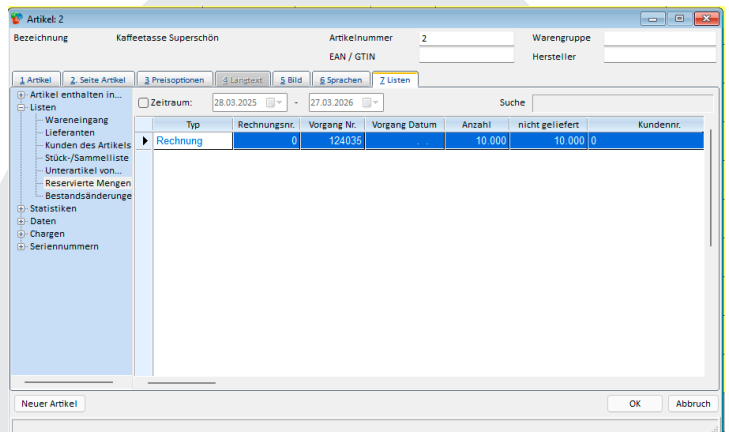 Artikel: 2
Bezeichnung Kaffeetasse Superschön Artikelnummer 2 Warengruppe
EAN / GTIN Hersteller
1 Artikel 2. Seite Artikel 3 Preisoptionen 4 Langtext 5 Bild 6 Sprachen 7 Listen
Artikel enthalten in...
Listen
Wareneingang
Lieferanten
Kunden des Artikels
Stück-/Sammelliste
Unterartikel von...
Reservierte Mengen
Bestandsänderunge
Statistiken
Daten
Chargen
Seriennummern
Zeitraum: 28.03.2025 - 27.03.2026 Suche
Typ Rechnungsnr. Vorgang Nr. Vorgang Datum Anzahl nicht geliefert Kundennr.
Rechnung 0 124035 . . 10.000 10.000 0
Neuer Artikel OK Abbruch